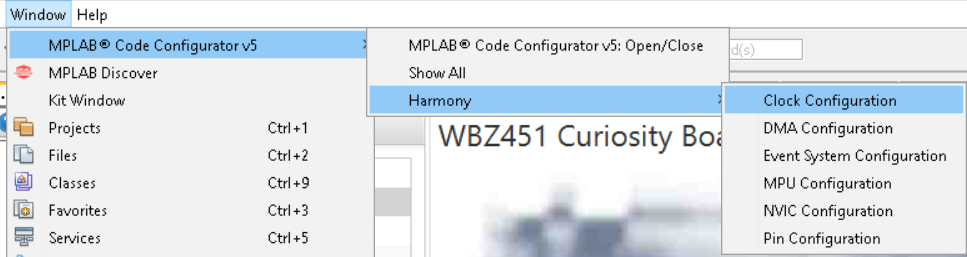 Window Help
MPLAB® Code Configurator v5
MPLAB Discover
Kit Window
Projects Ctrl+1
Files Ctrl+2
Classes Ctrl+9
Favorites Ctrl+3
Services Ctrl+5
MPLAB® Code Configurator v5: Open/Close
Show All
Harmony
d(s)
Clock Configuration
DMA Configuration
Event System Configuration
MPU Configuration
NVIC Configuration
Pin Configuration
WBZ451 Curiosity Boa